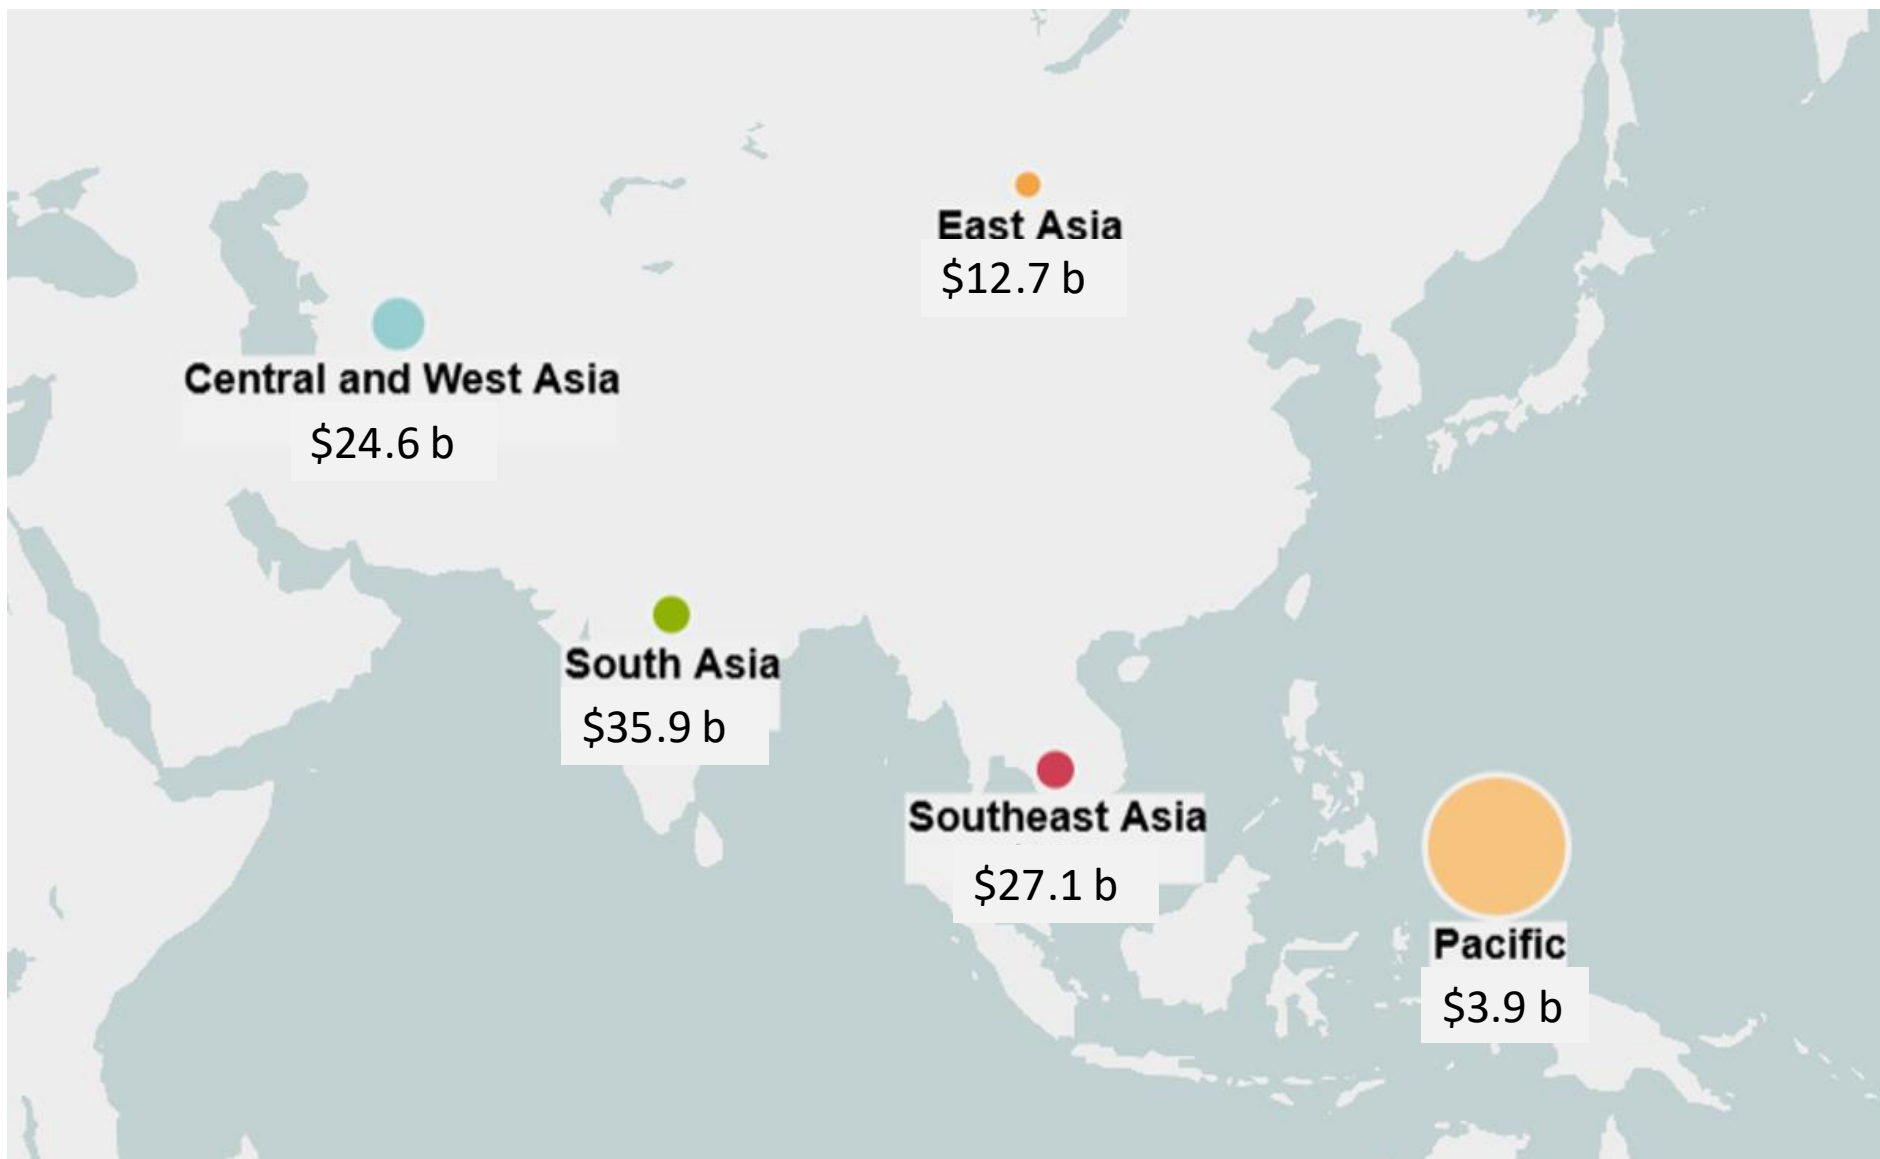 East Asia
$12.7 b
Central and West Asia
$24.6 b
South Asia
$35.9 b
Southeast Asia
$27.1 b
Pacific
$3.9 b